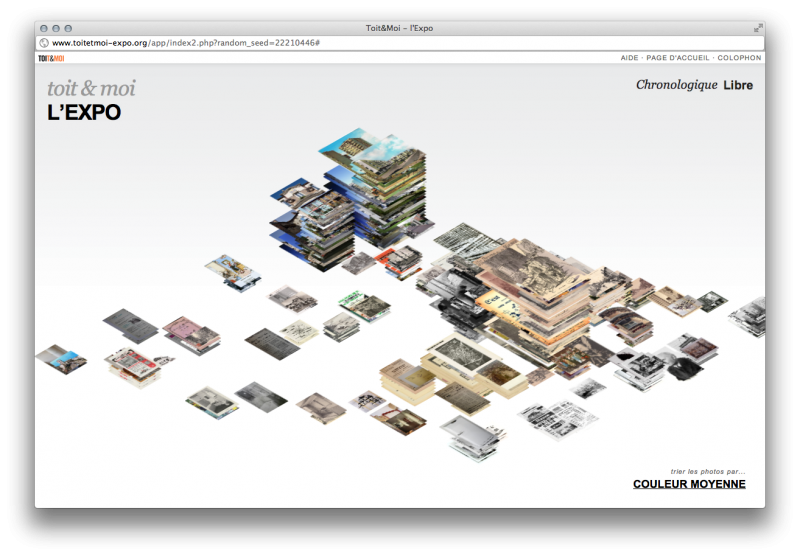 Toit&Moi – l'Expo
www.toitetmoi-expo.org/app/index2.php?random_seed=22210446#
TOIT&MOI
AIDE · PAGE D'ACCUEIL · COLOPHON
toit & moi
L'EXPO
Chronologique Libre
trier les photos par...
COULEUR MOYENNE